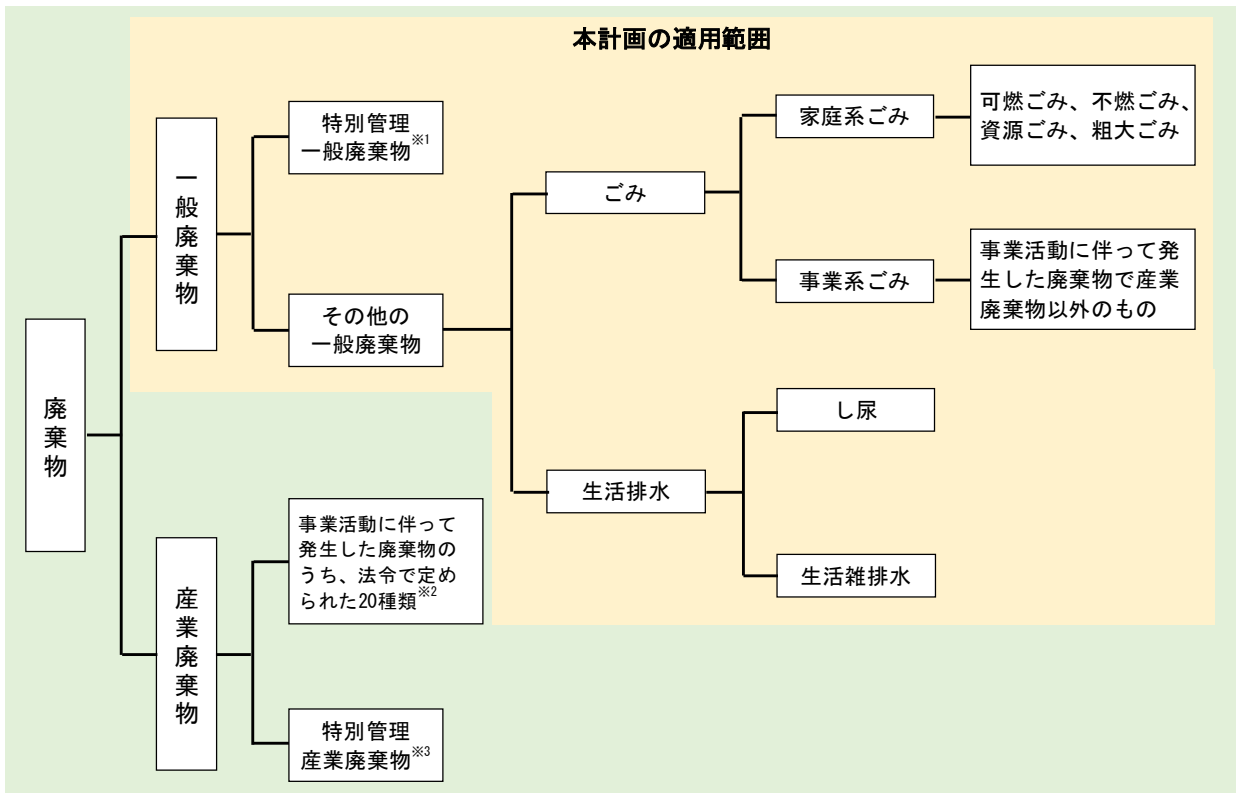 本計画の適用範囲
廃棄物
一般廃棄物
特別管理
一般廃棄物※1
その他の
一般廃棄物
ごみ
家庭系ごみ
可燃ごみ、不燃ごみ、
資源ごみ、粗大ごみ
事業系ごみ
事業活動に伴って発
生した廃棄物で産業
廃棄物以外のもの
生活排水
し尿
生活雑排水
産業廃棄物
事業活動に伴って
発生した廃棄物の
うち、法令で定め
られた20種類※2
特別管理
産業廃棄物※3